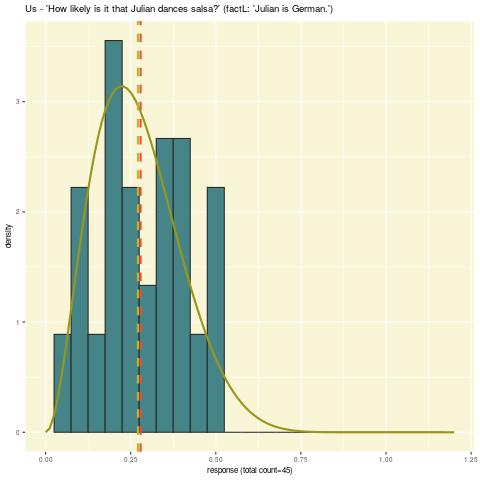 Us - 'How likely is it that Julian dances salsa?' (factL: 'Julian is German.')
density
3
2
1
0
0.00 0.25 0.50 0.75 1.00 1.25
response (total count=45)